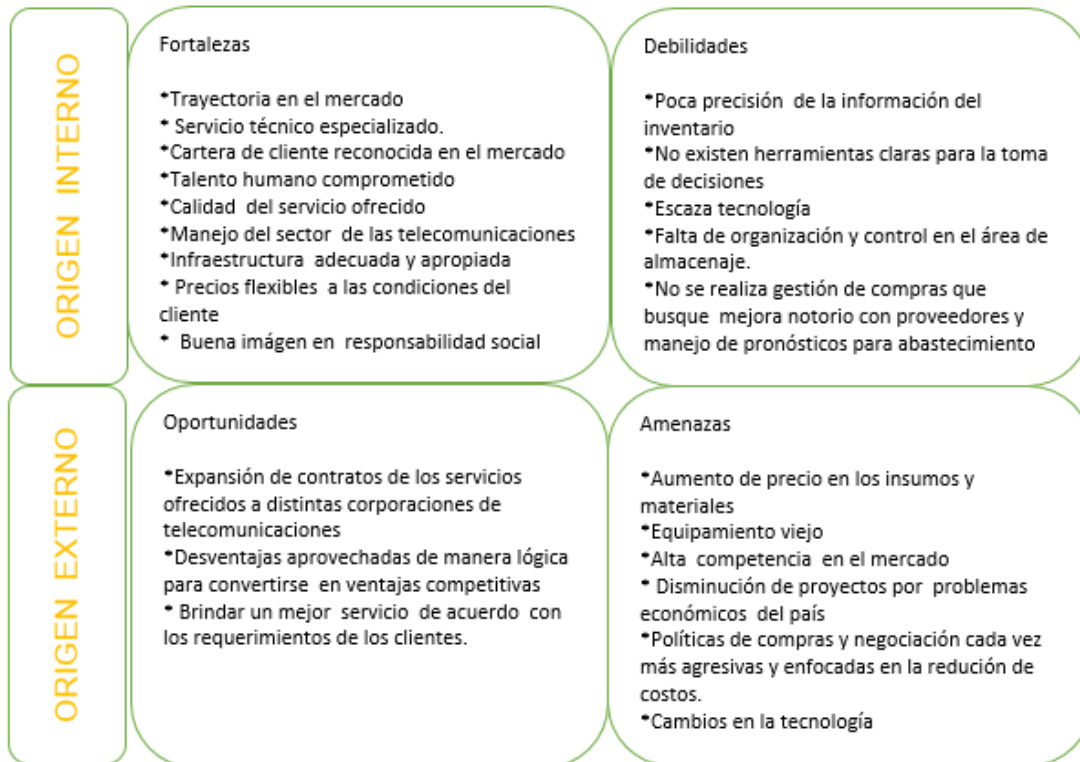 ORIGEN INTERNO
Fortalezas
*Trayectoria en el mercado
* Servicio técnico especializado.
*Cartera de cliente reconocida en el mercado
*Talento humano comprometido
*Calidad del servicio ofrecido
*Manejo del sector de las telecomunicaciones
*Infraestructura adecuada y apropiada
* Precios flexibles a las condiciones del
cliente
* Buena imágen en responsabilidad social
Debilidades
*Poca precisión de la información del
inventario
*No existen herramientas claras para la toma
de decisiones
*Escaza tecnología
*Falta de organización y control en el área de
almacenaje.
*No se realiza gestión de compras que
busque mejora notorio con proveedores y
manejo de pronósticos para abastecimiento
ORIGEN EXTERNO
Oportunidades
*Expansión de contratos de los servicios
ofrecidos a distintas corporaciones de
telecomunicaciones
*Desventajas aprovechadas de manera lógica
para convertirse en ventajas competitivas
* Brindar un mejor servicio de acuerdo con
los requerimientos de los clientes.
Amenazas
*Aumento de precio en los insumos y
materiales
*Equipamiento viejo
*Alta competencia en el mercado
* Disminución de proyectos por problemas
económicos del país
*Políticas de compras y negociación cada vez
más agresivas y enfocadas en la redución de
costos.
*Cambios en la tecnología